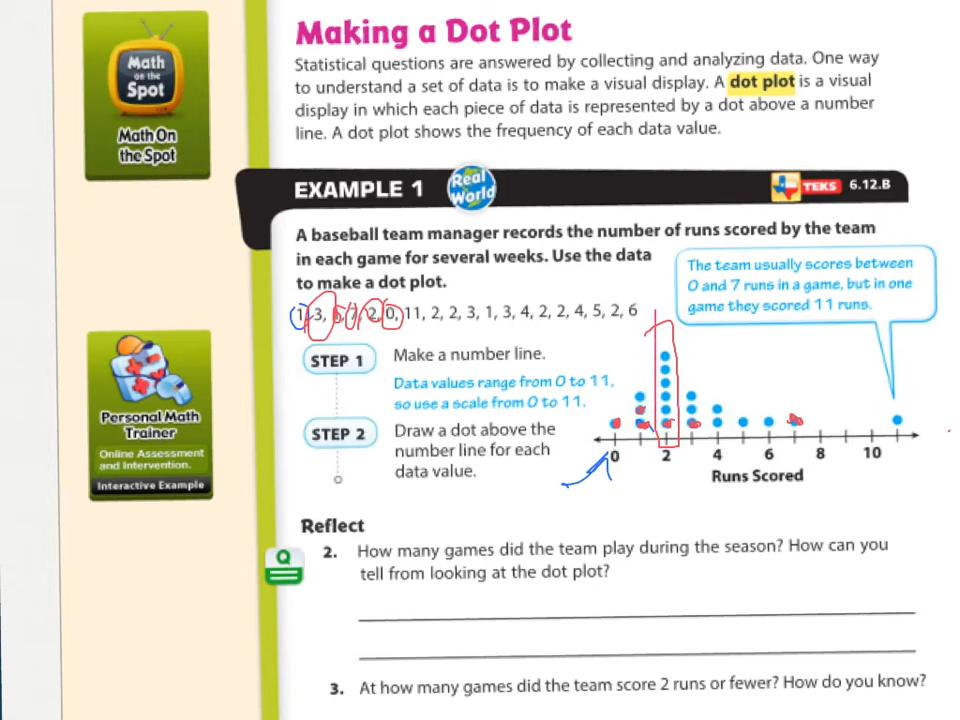 Making a Dot Plot
Math
on the
Spot
Math On
the Spot
Statistical questions are answered by collecting and analyzing data. One way
to understand a set of data is to make a visual display. A dot plot is a visual
display in which each piece of data is represented by a dot above a number
line. A dot plot shows the frequency of each data value.
EXAMPLE 1
Real
World
TEKS 6.12.B
A baseball team manager records the number of runs scored by the team
in each game for several weeks. Use the data
to make a dot plot.
1, 3, 7, 2, 0, 11, 2, 2, 3, 1, 3, 4, 2, 2, 4, 5, 2, 6
The team usually scores between
0 and 7 runs in a game, but in one
game they scored 11 runs.
STEP 1
Make a number line.
Data values range from 0 to 11,
so use a scale from 0 to 11.
STEP 2
Draw a dot above the
number line for each
data value.
0 2 4 6 8 10
Runs Scored
Personal Math
Trainer
Online Assessment
and Intervention.
Interactive Example
Reflect
Q
2. How many games did the team play during the season? How can you
tell from looking at the dot plot?
3. At how many games did the team score 2 runs or fewer? How do you know?